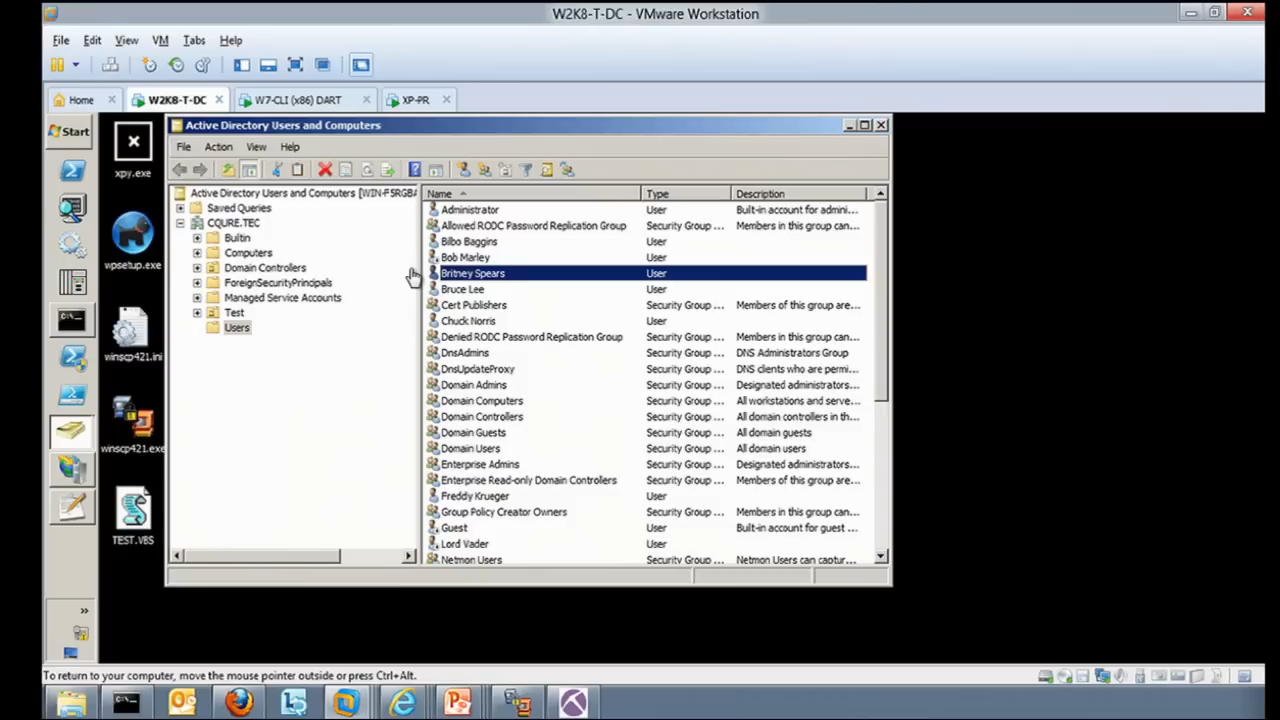 W2K8-T-DC - VMware Workstation
File Edit View VM Tabs Help
Home W2K8-T-DC W7-CLI (x86) DART XP-PR
Start
xpy.exe
wpsetup.exe
winscp421.ini
winscp421.exe
TEST.VBS
Active Directory Users and Computers
File Action View Help
Active Directory Users and Computers [WIN-F5RGBA
Saved Queries
CQURE.TEC
Builtin
Computers
Domain Controllers
ForeignSecurityPrincipals
Managed Service Accounts
Test
Users
Name Type Description
Administrator User Built-in account for admini...
Allowed RODC Password Replication Group Security Group ... Members in this group can...
Bilbo Baggins User
Bob Marley User
Britney Spears User
Bruce Lee User
Cert Publishers Security Group ... Members of this group are...
Chuck Norris User
Denied RODC Password Replication Group Security Group ... Members in this group can...
DnsAdmins Security Group ... DNS Administrators Group
DnsUpdateProxy Security Group ... DNS clients who are permi...
Domain Admins Security Group ... Designated administrators...
Domain Computers Security Group ... All workstations and serve...
Domain Controllers Security Group ... All domain controllers in th...
Domain Guests Security Group ... All domain guests
Domain Users Security Group ... All domain users
Enterprise Admins Security Group ... Designated administrators...
Enterprise Read-only Domain Controllers Security Group ... Members of this group are...
Freddy Krueger User
Group Policy Creator Owners Security Group ... Members in this group can...
Guest User Built-in account for guest ...
Lord Vader User
Netmon Users Security Group ... Netmon Users can captur...
To return to your computer, move the mouse pointer outside or press Ctrl+Alt.